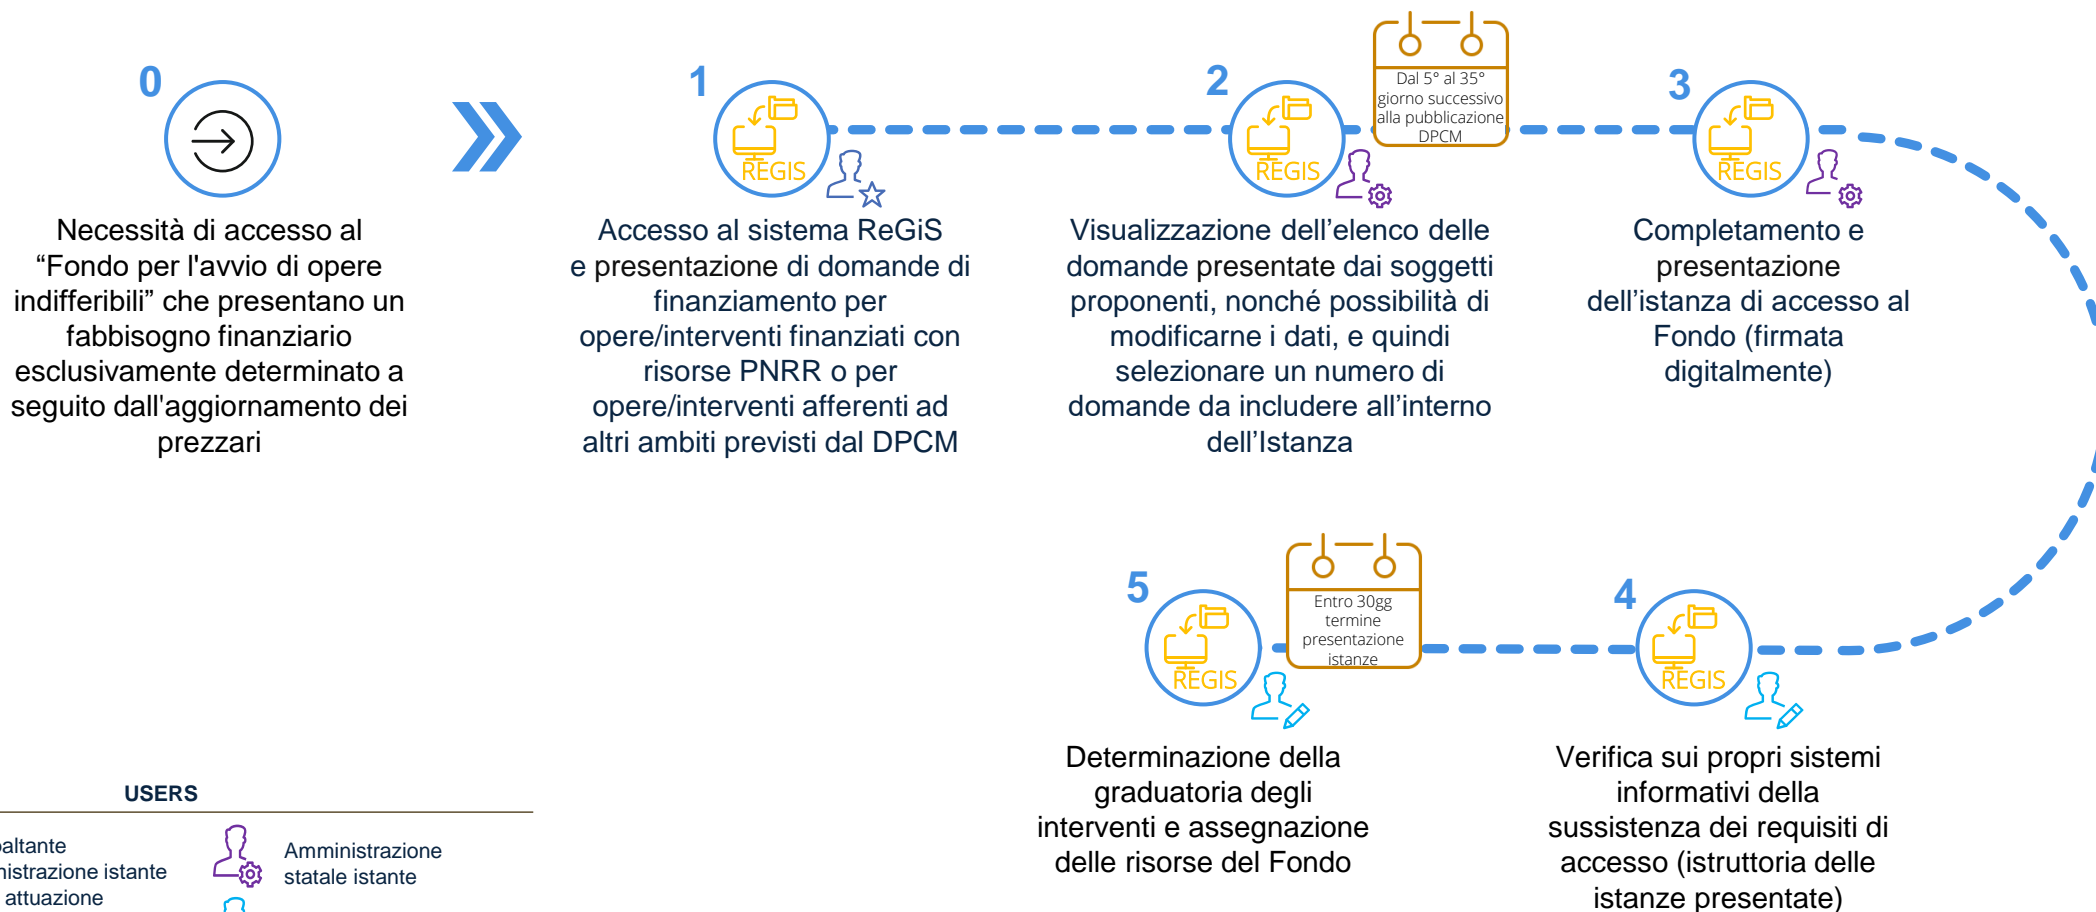 0
Necessità di accesso al
“Fondo per l'avvio di opere
indifferibili” che presentano un
fabbisogno finanziario
esclusivamente determinato a
seguito dall'aggiornamento dei
prezzari
1
REGIS
Accesso al sistema ReGiS
e presentazione di domande di
finanziamento per
opere/interventi finanziati con
risorse PNRR o per
opere/interventi afferenti ad
altri ambiti previsti dal DPCM
2
REGIS
Dal 5° al 35°
giorno successivo
alla pubblicazione
DPCM
Visualizzazione dell’elenco delle
domande presentate dai soggetti
proponenti, nonché possibilità di
modificarne i dati, e quindi
selezionare un numero di
domande da includere all’interno
dell’Istanza
3
REGIS
Completamento e
presentazione
dell’istanza di accesso al
Fondo (firmata
digitalmente)
4
REGIS
Verifica sui propri sistemi
informativi della
sussistenza dei requisiti di
accesso (istruttoria delle
istanze presentate)
5
REGIS
Entro 30gg
termine
presentazione
istanze
Determinazione della
graduatoria degli
interventi e assegnazione
delle risorse del Fondo
USERS
istante
attuazione
Amministrazione
statale istante